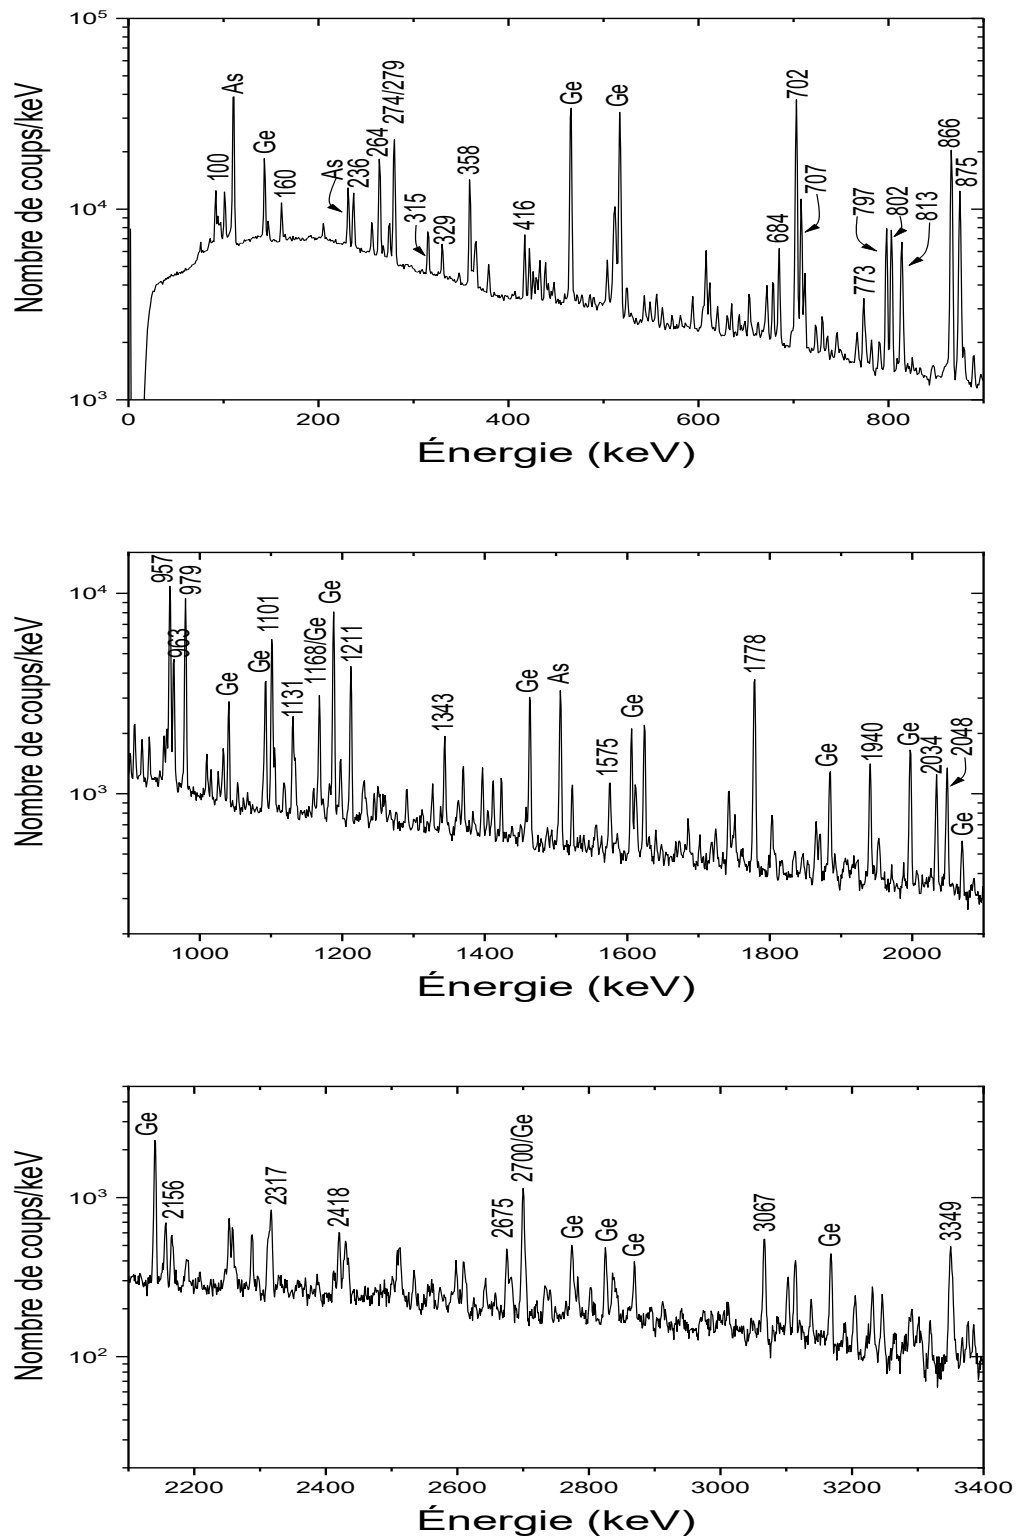 Nombre de coups/keV
10⁵
10⁴
10³
100
As
Ge
160
As
236
264
274/279
315
329
358
416
Ge
Ge
684
702
707
773
797
802
813
866
875
0
200
400
600
800
Énergie (keV)
Nombre de coups/keV
10⁴
10³
957
963
979
Ge
Ge
1101
1131
1168/Ge
Ge
1211
1343
Ge
As
1575
Ge
1778
Ge
1940
Ge
2034
2048
Ge
1000
1200
1400
1600
1800
2000
Énergie (keV)
Nombre de coups/keV
10³
10²
Ge
2156
2317
2418
2675
2700/Ge
Ge
Ge
Ge
3067
Ge
3349
2200
2400
2600
2800
3000
3200
3400
Énergie (keV)